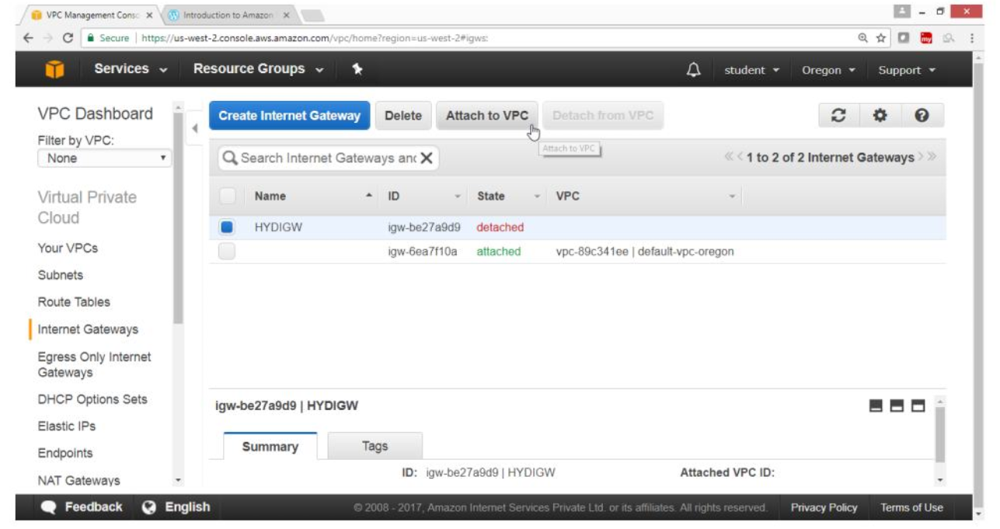 VPC Management Conso
Introduction to Amazon
Secure | https://us-west-2.console.aws.amazon.com/vpc/home?region=us-west-2#igws:
my
Services
Resource Groups
student
Oregon
Support
VPC Dashboard
Filter by VPC:
None
Virtual Private
Cloud
Your VPCs
Subnets
Route Tables
Internet Gateways
Egress Only Internet
Gateways
DHCP Options Sets
Elastic IPs
Endpoints
NAT Gateways
Create Internet Gateway
Delete
Attach to VPC
Detach from VPC
Attach to VPC
Search Internet Gateways and X
≪ < 1 to 2 of 2 Internet Gateways > ≫
Name ID State VPC
HYDIGW igw-be27a9d9 detached
igw-6ea7f10a attached vpc-89c341ee | default-vpc-oregon
igw-be27a9d9 | HYDIGW
Summary
Tags
ID: igw-be27a9d9 | HYDIGW
Attached VPC ID:
Feedback
English
© 2008 - 2017, Amazon Internet Services Private Ltd. or its affiliates. All rights reserved.
Privacy Policy
Terms of Use